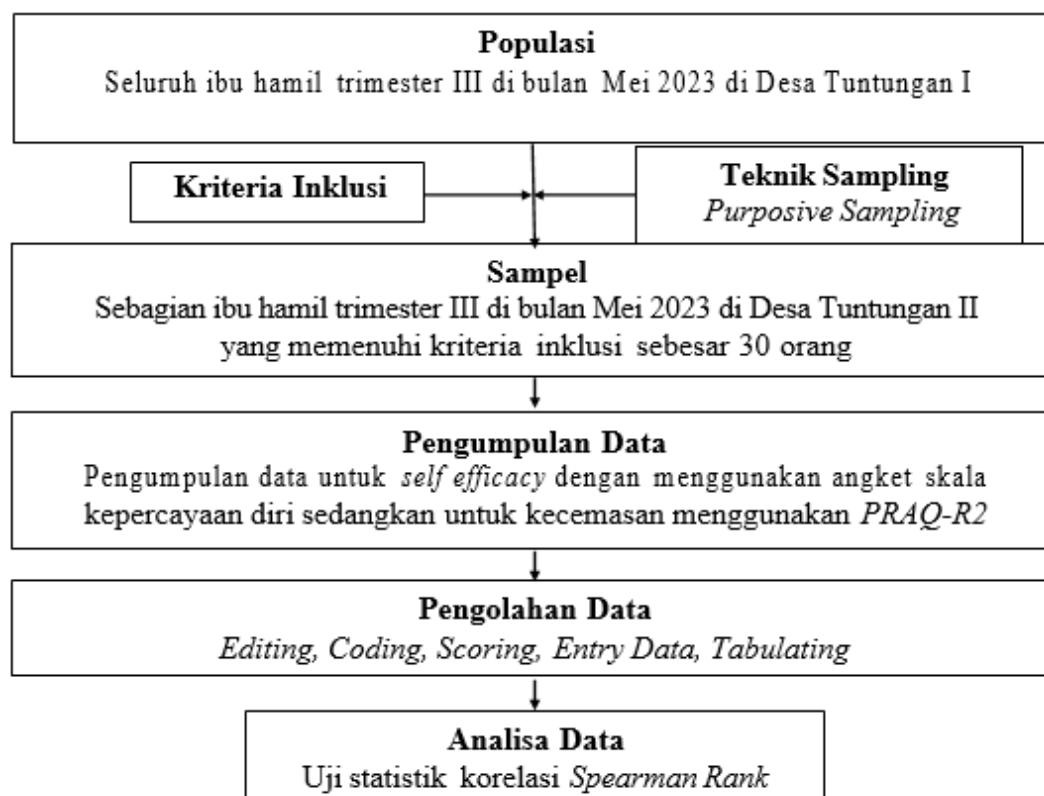 Populasi
Seluruh ibu hamil trimester III di bulan Mei 2023 di Desa Tuntungan I
Kriteria Inklusi
Teknik Sampling
Purposive Sampling
Sampel
Sebagian ibu hamil trimester III di bulan Mei 2023 di Desa Tuntungan II
yang memenuhi kriteria inklusi sebesar 30 orang
Pengumpulan Data
Pengumpulan data untuk self efficacy dengan menggunakan angket skala
kepercayaan diri sedangkan untuk kecemasan menggunakan PRAQ-R2
Pengolahan Data
Editing, Coding, Scoring, Entry Data, Tabulating
Analisa Data
Uji statistik korelasi Spearman Rank